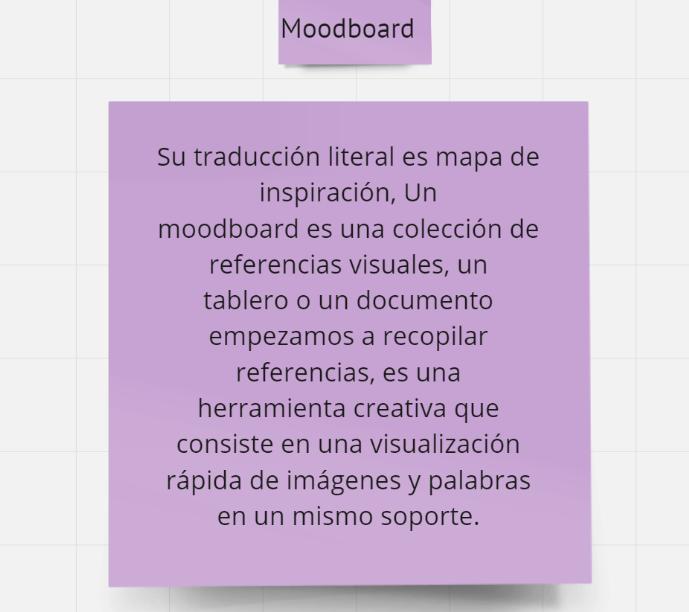 Moodboard
Su traducción literal es mapa de
inspiración, Un
moodboard es una colección de
referencias visuales, un
tablero o un documento
empezamos a recopilar
referencias, es una
herramienta creativa que
consiste en una visualización
rápida de imágenes y palabras
en un mismo soporte.